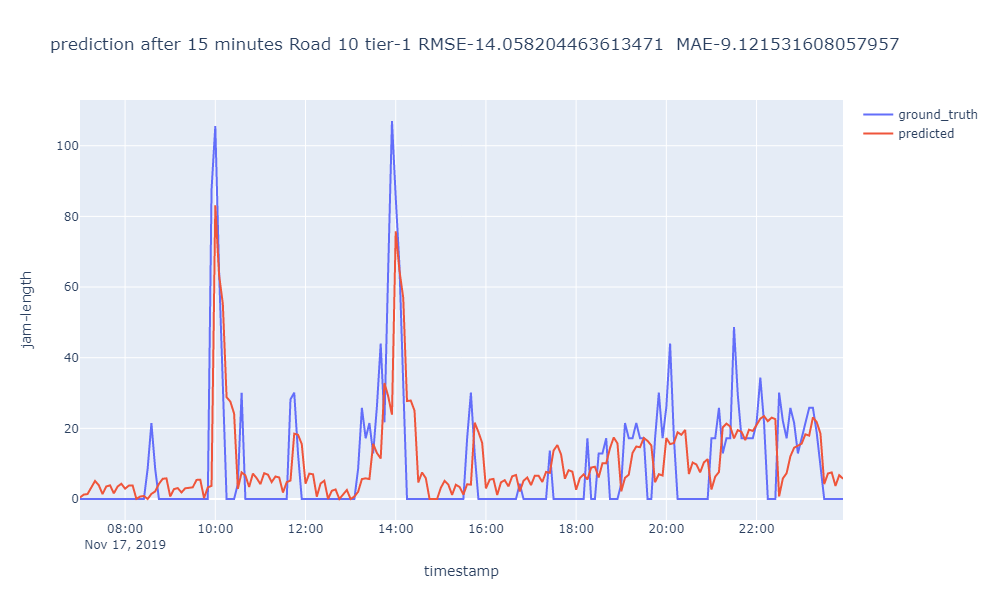 prediction after 15 minutes Road 10 tier-1 RMSE-14.058204463613471  MAE-9.121531608057957
ground_truth
predicted
100
80
60
40
20
0
jam-length
08:00 10:00 12:00 14:00 16:00 18:00 20:00 22:00
Nov 17, 2019
timestamp